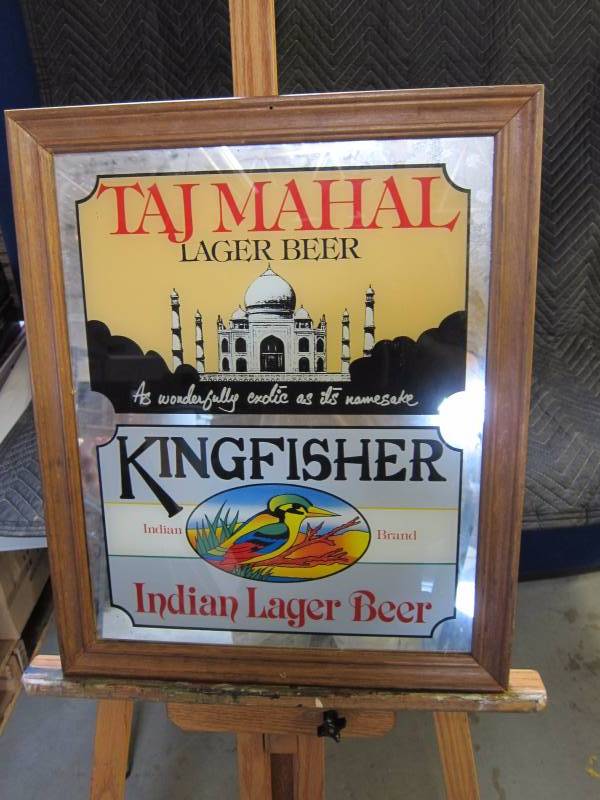 TAJ MAHAL
LAGER BEER
As wonderfully exotic as its namesake
KINGFISHER
Indian Brand
Indian Lager Beer